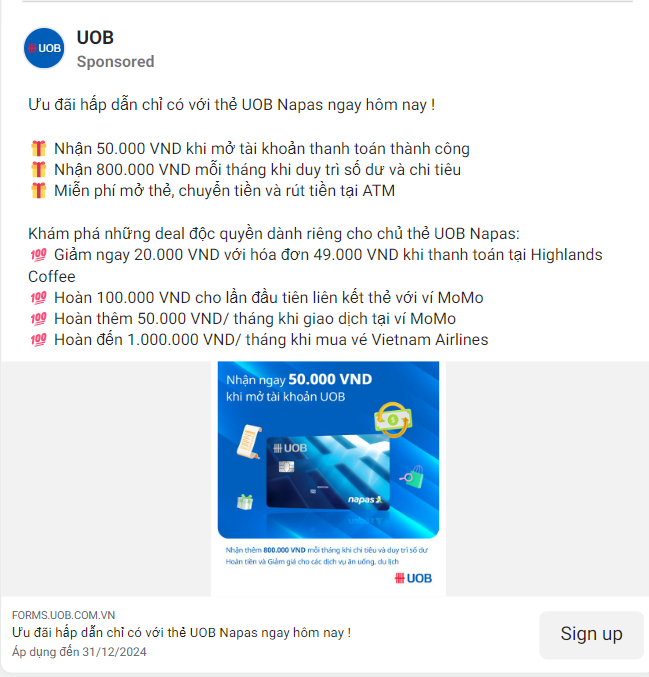 UOB
UOB
Sponsored
Ưu đãi hấp dẫn chỉ có với thẻ UOB Napas ngay hôm nay !
🎁 Nhận 50.000 VND khi mở tài khoản thanh toán thành công
🎁 Nhận 800.000 VND mỗi tháng khi duy trì số dư và chi tiêu
🎁 Miễn phí mở thẻ, chuyển tiền và rút tiền tại ATM
Khám phá những deal độc quyền dành riêng cho chủ thẻ UOB Napas:
💯 Giảm ngay 20.000 VND với hóa đơn 49.000 VND khi thanh toán tại Highlands
Coffee
💯 Hoàn 100.000 VND cho lần đầu tiên liên kết thẻ với ví MoMo
💯 Hoàn thêm 50.000 VND/ tháng khi giao dịch tại ví MoMo
💯 Hoàn đến 1.000.000 VND/ tháng khi mua vé Vietnam Airlines
Nhận ngay 50.000 VND
khi mở tài khoản UOB
UOB
napas
Nhận thêm 800.000 VND mỗi tháng khi chi tiêu và duy trì số dư
Hoàn tiền và Giảm giá cho các dịch vụ ăn uống, du lịch
UOB
FORMS.UOB.COM.VN
Ưu đãi hấp dẫn chỉ có với thẻ UOB Napas ngay hôm nay !
Áp dụng đến 31/12/2024
Sign up